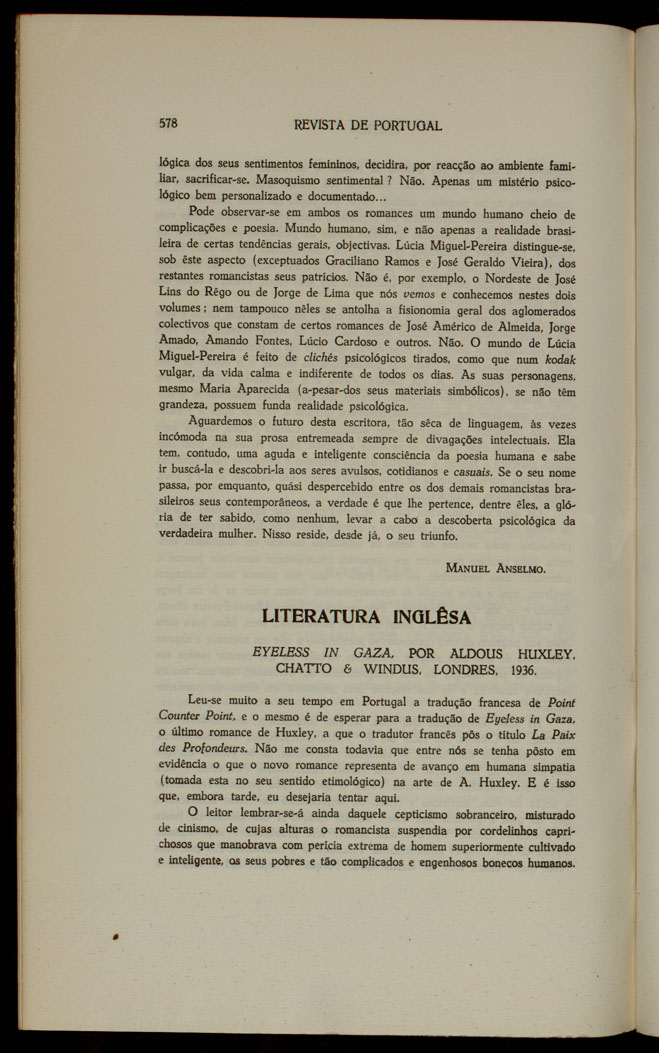 578 REVISTA DE PORTUGAL
lógica dos seus sentimentos femininos, decidira, por reacção ao ambiente fami-
liar, sacrificar-se. Masoquismo sentimental ? Não. Apenas um mistério psico-
lógico bem personalizado e documentado...
Pode observar-se em ambos os romances um mundo humano cheio de
complicações e poesia. Mundo humano, sim, e não apenas a realidade brasi-
leira de certas tendências gerais, objectivas. Lúcia Miguel-Pereira distingue-se,
sob êste aspecto (exceptuados Graciliano Ramos e José Geraldo Vieira), dos
restantes romancistas seus patrícios. Não é, por exemplo, o Nordeste de José
Lins do Rêgo ou de Jorge de Lima que nós vemos e conhecemos nestes dois
volumes ; nem tampouco nêles se antolha a fisionomia geral dos aglomerados
colectivos que constam de certos romances de José Américo de Almeida, Jorge
Amado, Amando Fontes, Lúcio Cardoso e outros. Não. O mundo de Lúcia
Miguel-Pereira é feito de clichés psicológicos tirados, como que num kodak
vulgar, da vida calma e indiferente de todos os dias. As suas personagens,
mesmo Maria Aparecida (a-pesar-dos seus materiais simbólicos), se não têm
grandeza, possuem funda realidade psicológica.
Aguardemos o futuro desta escritora, tão sêca de linguagem, às vezes
incómoda na sua prosa entremeada sempre de divagações intelectuais. Ela
tem, contudo, uma aguda e inteligente consciência da poesia humana e sabe
ir buscá-la e descobri-la aos seres avulsos, cotidianos e casuais. Se o seu nome
passa, por emquanto, quási despercebido entre os dos demais romancistas bra-
sileiros seus contemporâneos, a verdade é que lhe pertence, dentre êles, a gló-
ria de ter sabido, como nenhum, levar a cabo a descoberta psicológica da
verdadeira mulher. Nisso reside, desde já, o seu triunfo.
MANUEL ANSELMO.
LITERATURA INGLÊSA
EYELESS IN GAZA, POR ALDOUS HUXLEY,
CHATTO & WINDUS, LONDRES, 1936.
Leu-se muito a seu tempo em Portugal a tradução francesa de Point
Counter Point, e o mesmo é de esperar para a tradução de Eyeless in Gaza,
o último romance de Huxley, a que o tradutor francês pôs o título La Paix
des Profondeurs. Não me consta todavia que entre nós se tenha pôsto em
evidência o que o novo romance representa de avanço em humana simpatia
(tomada esta no seu sentido etimológico) na arte de A. Huxley. E é isso
que, embora tarde, eu desejaria tentar aqui.
O leitor lembrar-se-á ainda daquele cepticismo sobranceiro, misturado
de cinismo, de cujas alturas o romancista suspendia por cordelinhos capri-
chosos que manobrava com perícia extrema de homem superiormente cultivado
e inteligente, os seus pobres e tão complicados e engenhosos bonecos humanos.